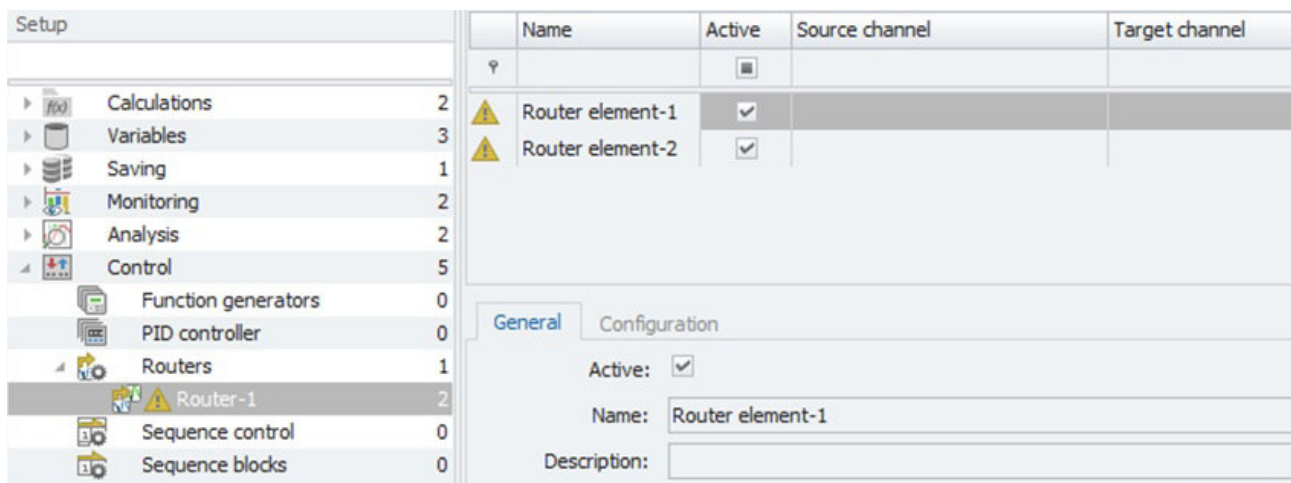 Setup
Calculations 2
Variables 3
Saving 1
Monitoring 2
Analysis 2
Control 5
Function generators 0
PID controller 0
Routers 1
Router-1 2
Sequence control 0
Sequence blocks 0
Name Active Source channel Target channel
Router element-1
Router element-2
General Configuration
Active:
Name: Router element-1
Description: